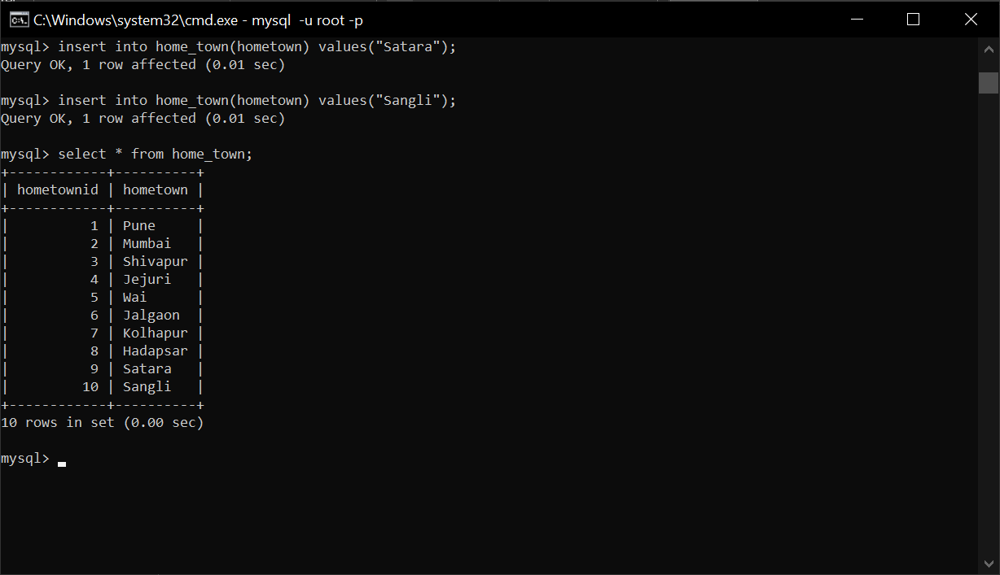 C:\Windows\system32\cmd.exe - mysql  -u root -p
mysql> insert into home_town(hometown) values("Satara");
Query OK, 1 row affected (0.01 sec)
mysql> insert into home_town(hometown) values("Sangli");
Query OK, 1 row affected (0.01 sec)
mysql> select * from home_town;
+------------+----------+
| hometownid | hometown |
+------------+----------+
|          1 | Pune     |
|          2 | Mumbai   |
|          3 | Shivapur |
|          4 | Jejuri   |
|          5 | Wai      |
|          6 | Jalgaon  |
|          7 | Kolhapur |
|          8 | Hadapsar |
|          9 | Satara   |
|         10 | Sangli   |
+------------+----------+
10 rows in set (0.00 sec)
mysql>